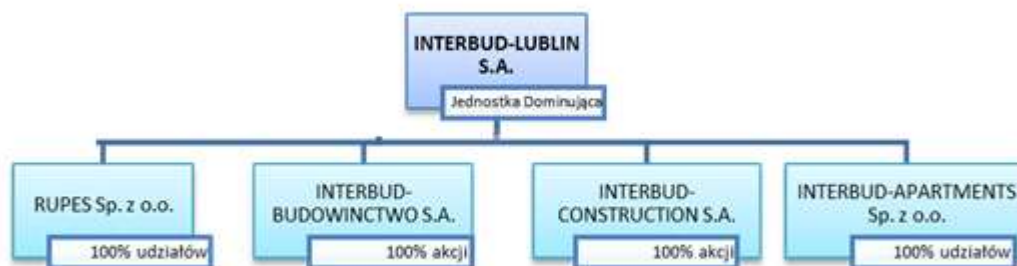 INTERBUD-LUBLIN
S.A.
Jednostka Dominująca
RUPES Sp. z o.o.
100% udziałów
INTERBUD-
BUDOWINCTWO S.A.
100% akcji
INTERBUD-
CONSTRUCTION S.A.
100% akcji
INTERBUD-APARTMENTS
Sp. z o.o.
100% udziałów